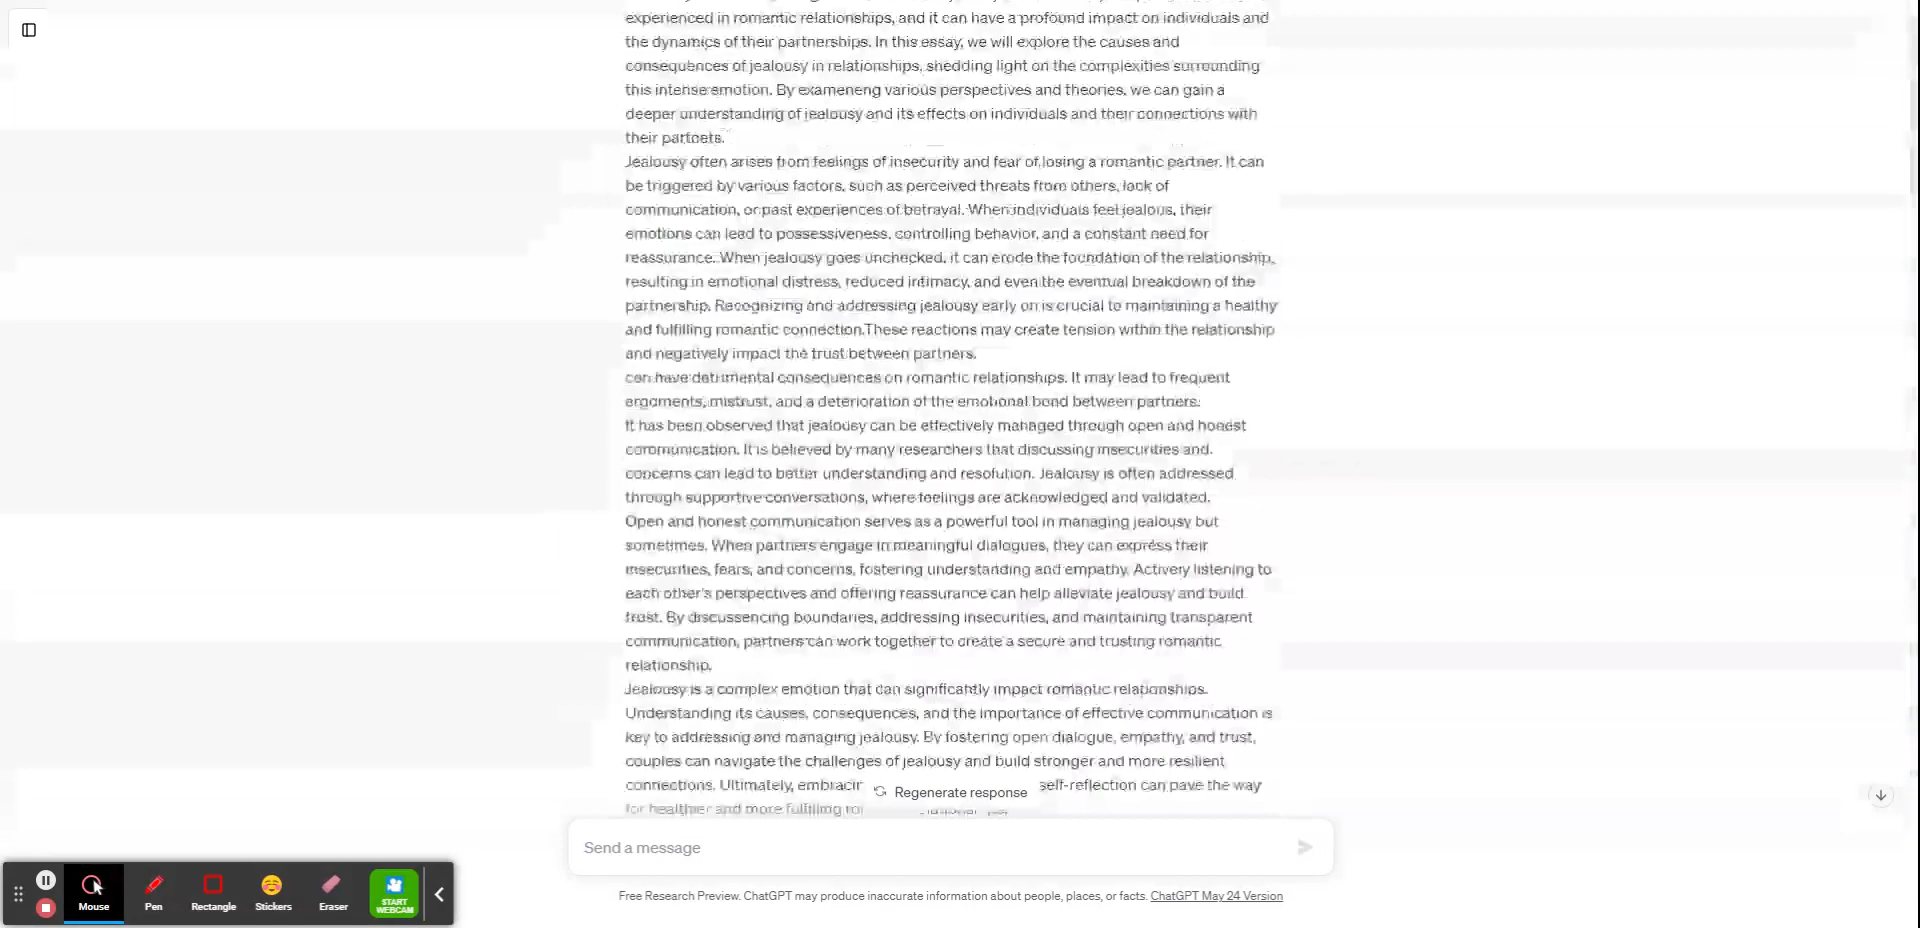 experienced in romantic relationships, and it can have a profound impact on individuals and
the dynamics of their partnerships. In this essay, we will explore the causes and
consequences of jealousy in relationships, shedding light on the complexities surrounding
this intense emotion. By exameneng various perspectives and theories, we can gain a
deeper understanding of jealousy and its effects on individuals and their connections with
their partnets.
Jealousy often arises from feelings of insecurity and fear of losing a romantic partner. It can
be triggered by various factors, such as perceived threats from others, lack of
communication, or past experiences of betrayal. When individuals feel jealous, their
emotions can lead to possessiveness, controlling behavior, and a constant need for
reassurance. When jealousy goes unchecked, it can erode the foundation of the relationship,
resulting in emotional distress, reduced intimacy, and even the eventual breakdown of the
partnership. Recognizing and addressing jealousy early on is crucial to maintaining a healthy
and fulfilling romantic connection.These reactions may create tension within the relationship
and negatively impact the trust between partners.
can have detrimental consequences on romantic relationships. It may lead to frequent
argoments, mistrust, and a deterioration of the emotional bond between partners.
It has been observed that jealousy can be effectively managed through open and honest
communication. It is believed by many researchers that discussing insecurities and
concerns can lead to better understanding and resolution. Jealousy is often addressed
through supportive conversations, where feelings are acknowledged and validated.
Open and honest communication serves as a powerful tool in managing jealousy but
sometimes. When partners engage in meaningful dialogues, they can express their
insecurities, fears, and concerns, fostering understanding and empathy. Activery listening to
each other's perspectives and offering reassurance can help alleviate jealousy and build
trust. By discussencing boundaries, addressing insecurities, and maintaining transparent
communication, partners can work together to create a secure and trusting romantic
relationship.
Jealousy is a complex emotion that can significantly impact romantic relationships.
Understanding its causes, consequences, and the importance of effective communication is
key to addressing and managing jealousy. By fostering open dialogue, empathy, and trust,
couples can navigate the challenges of jealousy and build stronger and more resilient
connections. Ultimately, embracin self-reflection can pave the way
Regenerate response
for healthier and more fulfilling
Send a message
Free Research Preview. ChatGPT may produce inaccurate information about people, places, or facts. ChatGPT May 24 Version
Mouse
Pen
Rectangle
Stickers
Eraser
START
WEBCAM